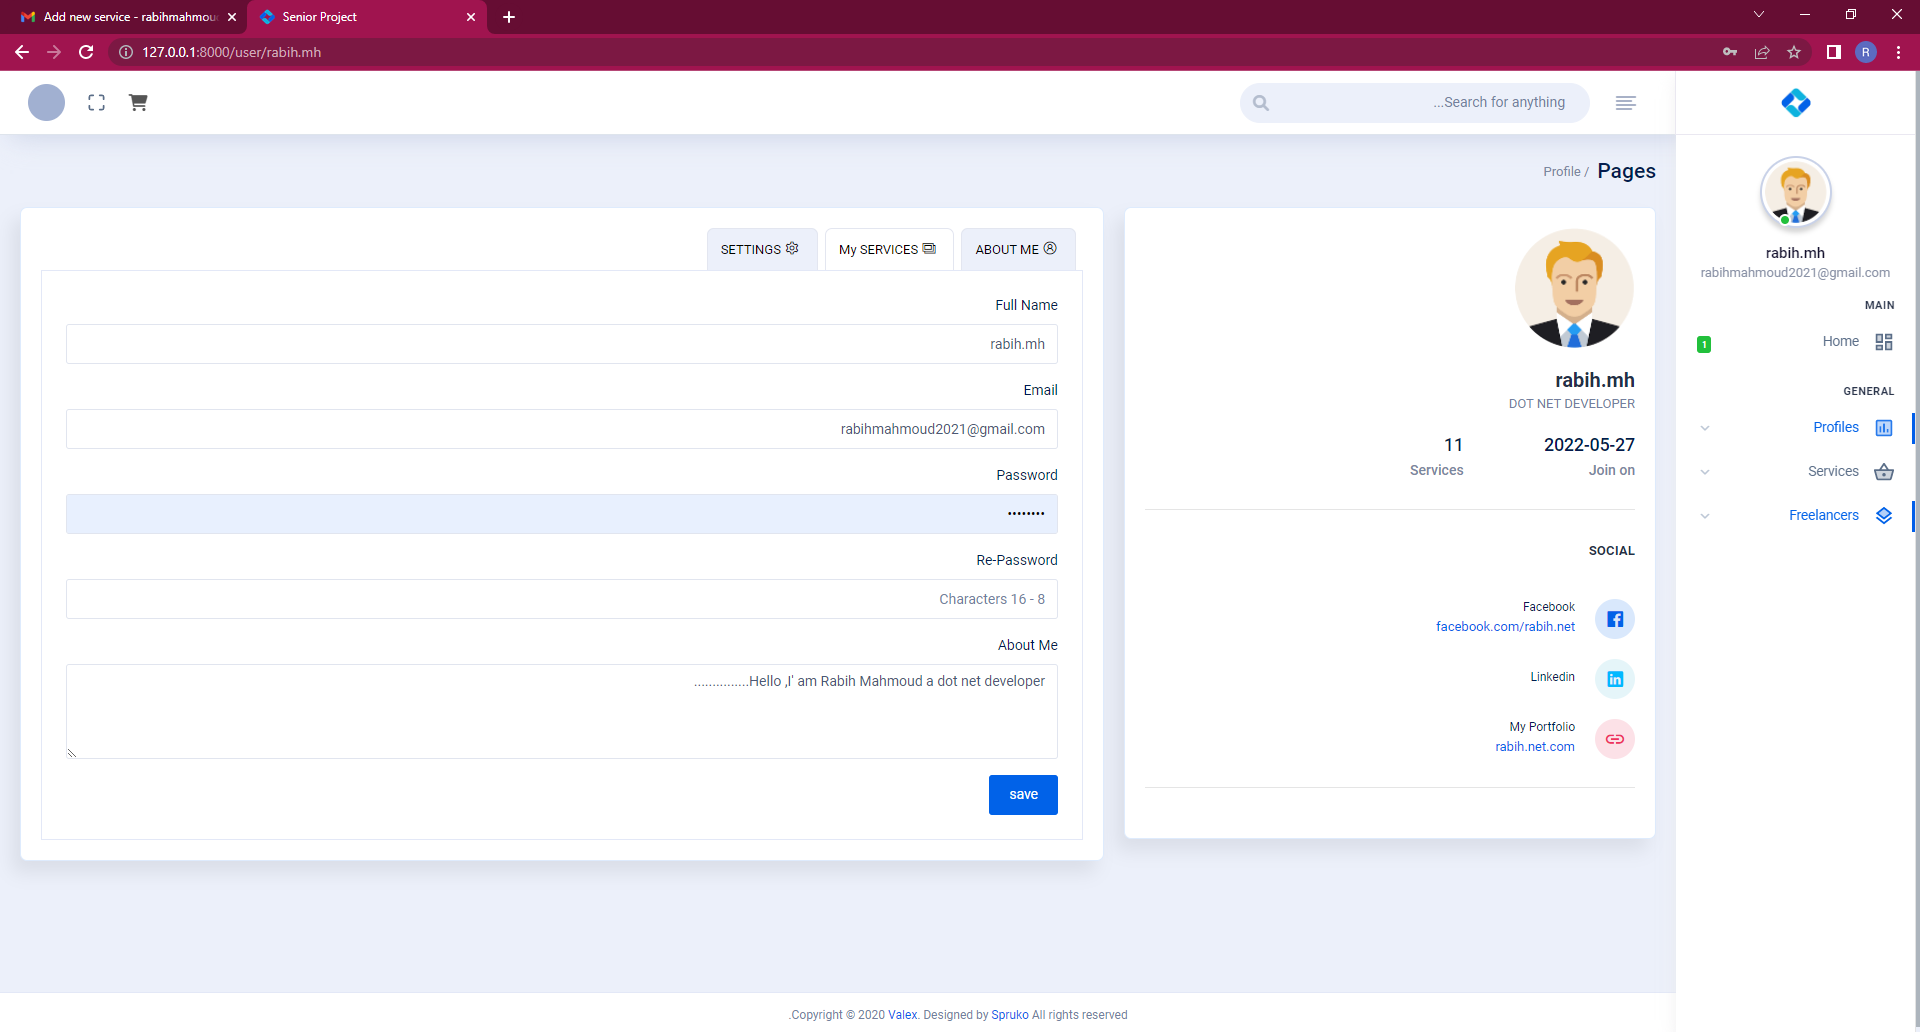 Add new service - rabihmahmou
Senior Project
127.0.0.1:8000/user/rabih.mh
R
...Search for anything
Profile / Pages
SETTINGS
My SERVICES
ABOUT ME
Full Name
rabih.mh
Email
rabihmahmoud2021@gmail.com
Password
••••••••
Re-Password
Characters 16 - 8
About Me
...............Hello ,I' am Rabih Mahmoud a dot net developer
save
rabih.mh
DOT NET DEVELOPER
11
Services
2022-05-27
Join on
SOCIAL
Facebook
facebook.com/rabih.net
Linkedin
My Portfolio
rabih.net.com
rabih.mh
rabihmahmoud2021@gmail.com
MAIN
1
Home
GENERAL
Profiles
Services
Freelancers
.Copyright © 2020 Valex. Designed by Spruko All rights reserved